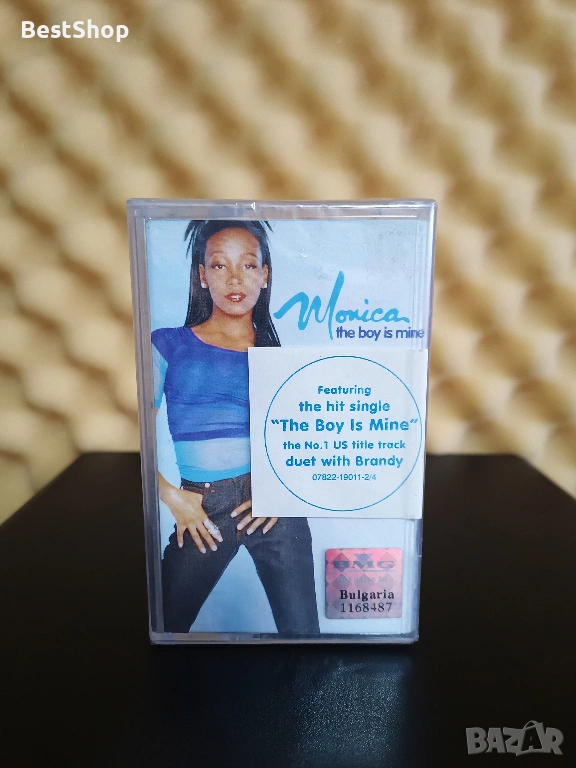 BestShop
Monica
the boy is mine
Featuring
the hit single
"The Boy Is Mine"
the No.1 US title track
duet with Brandy
07822-19011-2/4
BMG
Bulgaria
1168487
BAZAR